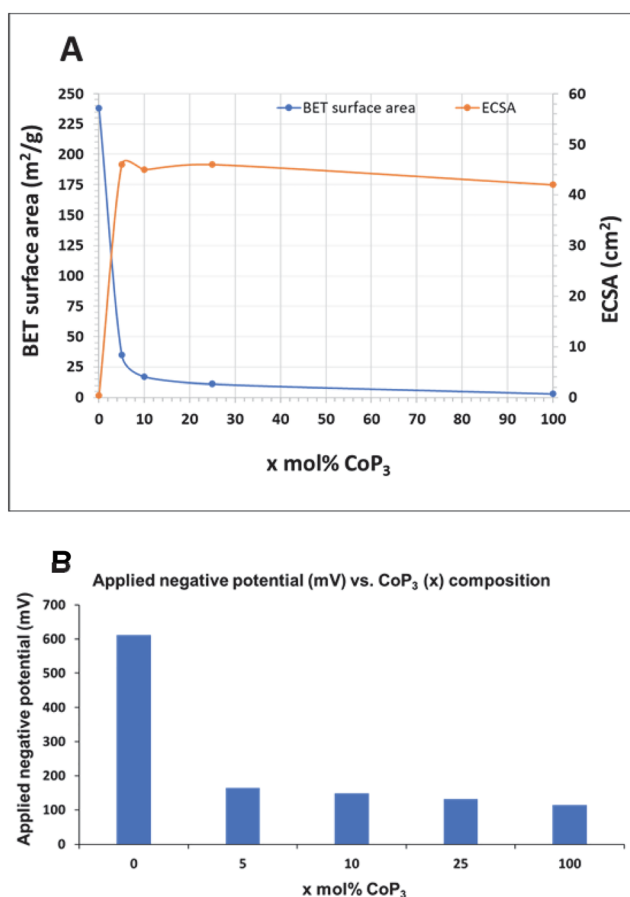 A
BET surface area
ECSA
250
225
200
175
150
125
100
75
50
25
0
BET surface area (m²/g)
60
50
40
30
20
10
0
ECSA (cm²)
0 10 20 30 40 50 60 70 80 90 100
x mol% CoP₃
B
Applied negative potential (mV) vs. CoP₃ (x) composition
700
600
500
400
300
200
100
0
Applied negative potential (mV)
0 5 10 25 100
x mol% CoP₃